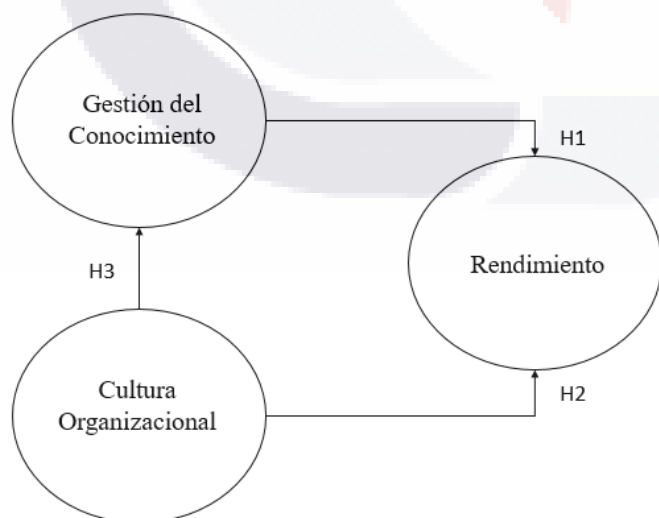 Gestión del
Conocimiento
H1
Rendimiento
H3
Cultura
Organizacional
H2